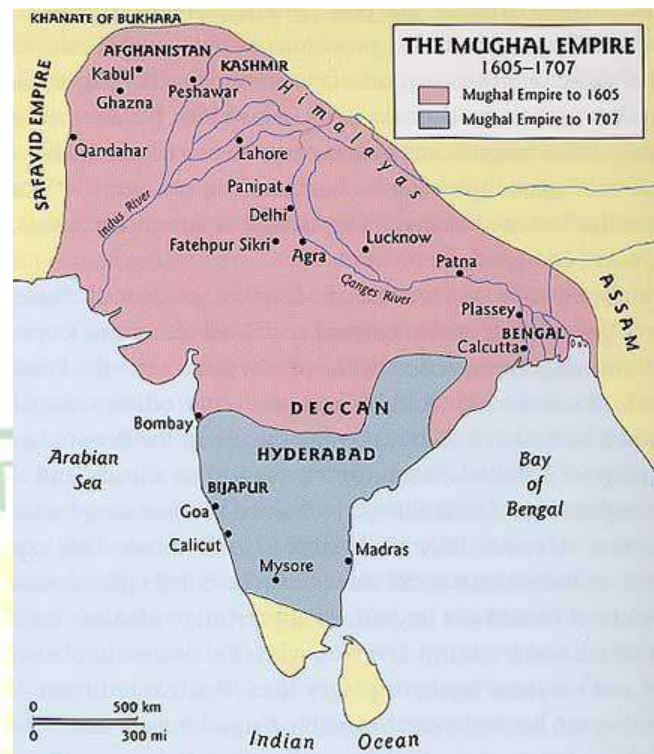 KHANATE OF BUKHARA
THE MUGHAL EMPIRE
1605–1707
Mughal Empire to 1605
Mughal Empire to 1707
AFGHANISTAN
KASHMIR
Kabul
Peshawar
Ghazna
Himalayas
SAFAVID EMPIRE
Qandahar
Lahore
Indus River
Panipat
Delhi
Fatehpur Sikri
Agra
Lucknow
Patna
Ganges River
ASSAM
Plassey
BENGAL
Calcutta
DECCAN
Bombay
HYDERABAD
Arabian
Sea
Bay
of
Bengal
BIJAPUR
Goa
Calicut
Madras
Mysore
0 500 km
0 300 mi
Indian Ocean